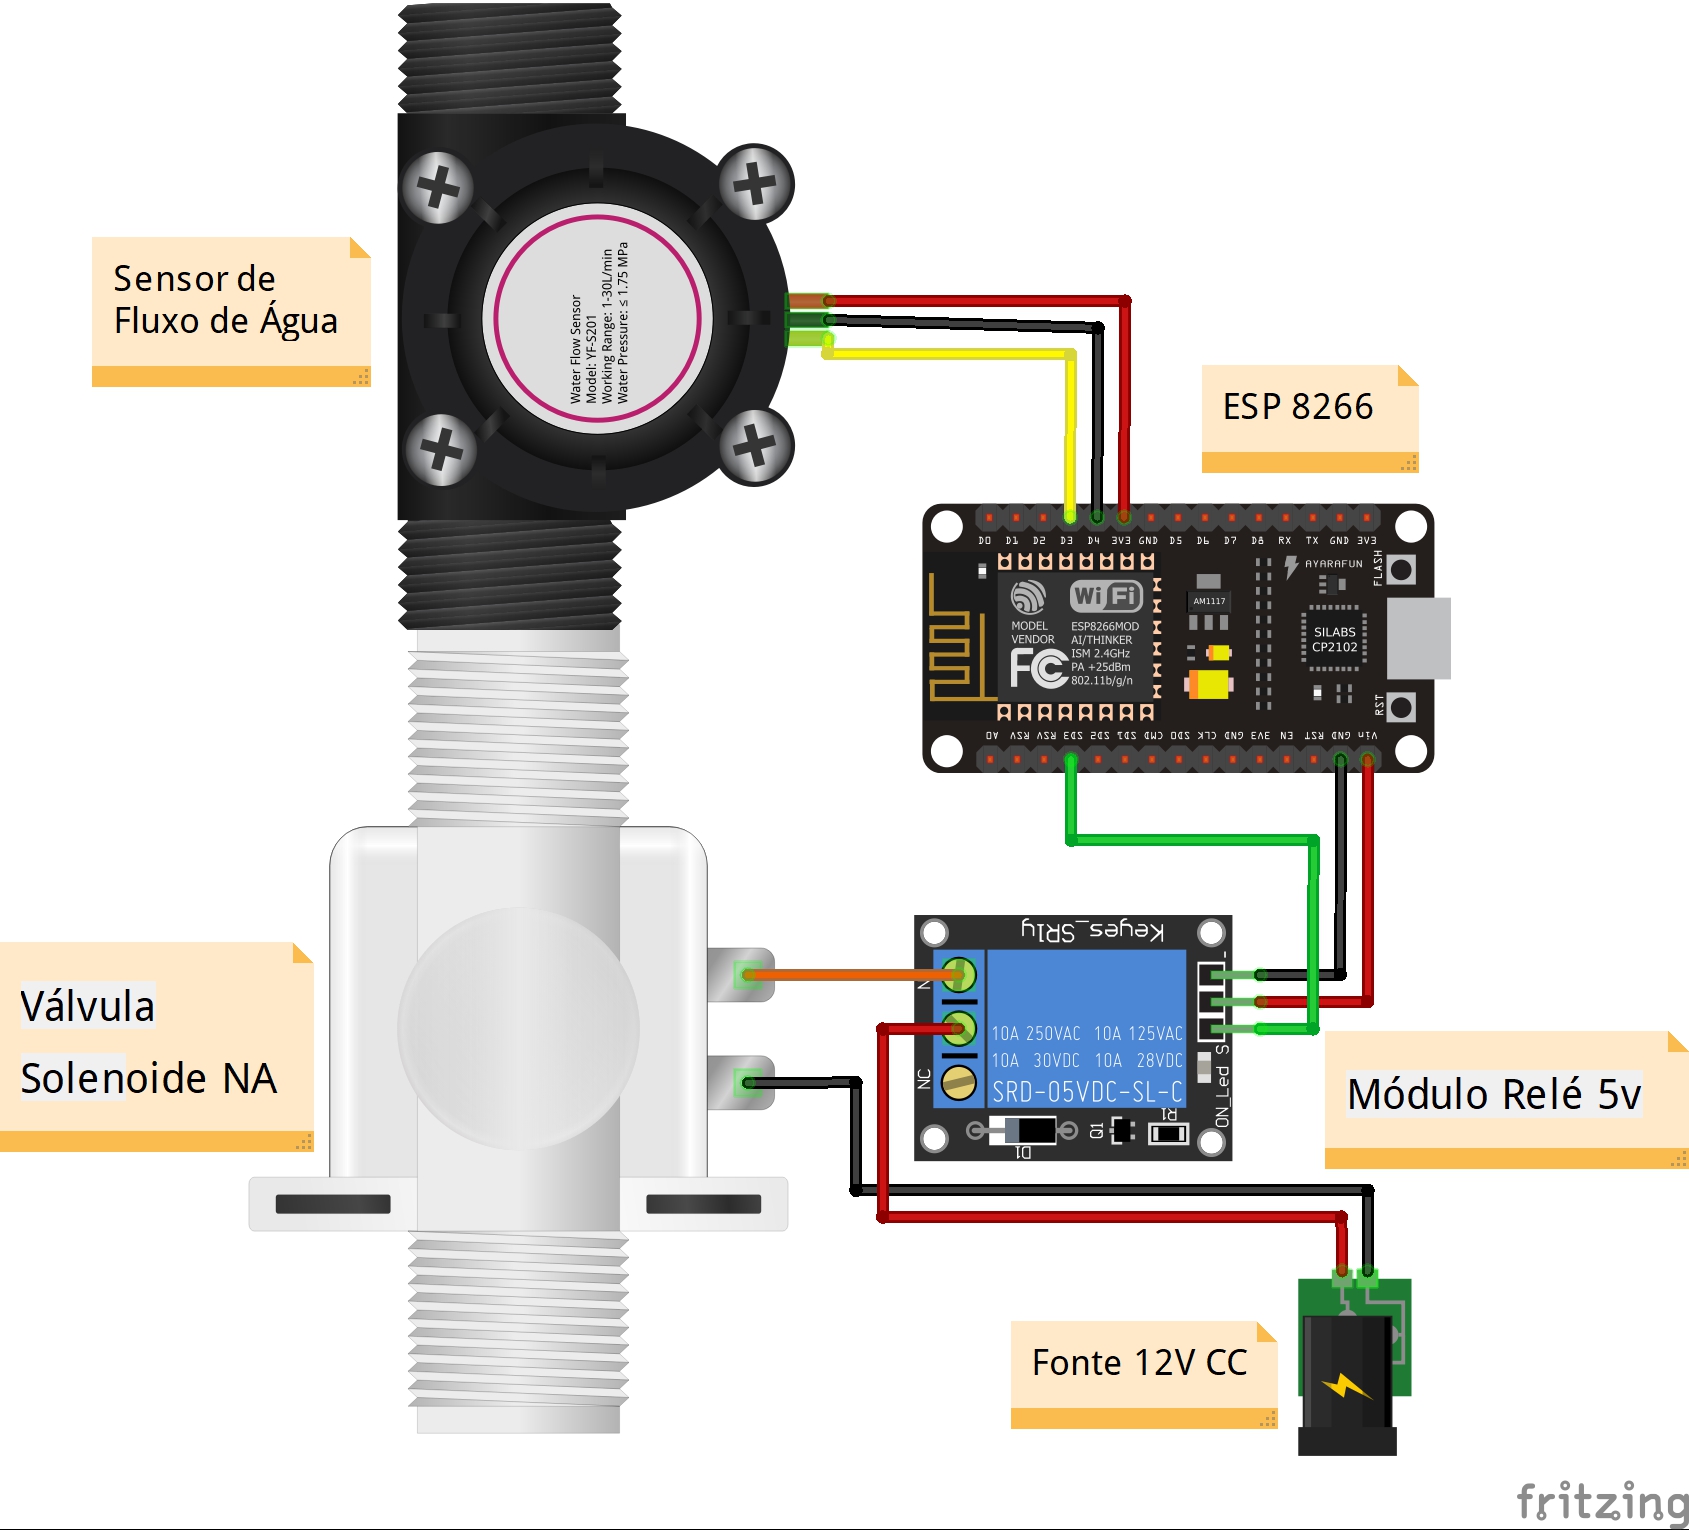 Sensor de
Fluxo de Água
Water Flow Sensor
Model: YF-S201
Working Range: 1-30L/min
Water Pressure: ≤ 1.75 MPa
ESP 8266
D0 D1 D2 D3 D4 3V3 GND D5 D6 D7 D8 RX TX GND 3V3
AYARAFUN
FLASH
WiFi
AM1117
MODEL
VENDOR
ESP8266MOD
AI/THINKER
ISM 2.4GHz
PA +25dBm
802.11b/g/n
FC
SILABS
CP2102
RST
A0 RSV RSV SD3 SD2 SD1 CMD SD0 CLK GND 3V3 EN RST GND Vin
Keyes_SR1y
-
N
10A 250VAC 10A 125VAC
10A 30VDC 10A 28VDC
SRD-05VDC-SL-C
NC
S
ON_Led
D1
Q1
R1
Válvula
Solenoide NA
Módulo Relé 5v
Fonte 12V CC
fritzing